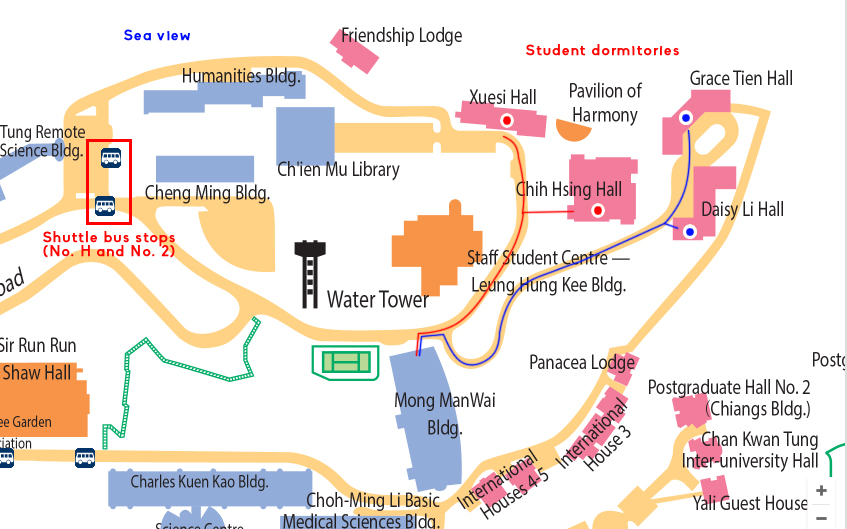 Sea view
Friendship Lodge
Student dormitories
Humanities Bldg.
Xuesi Hall
Pavilion of
Harmony
Grace Tien Hall
Tung Remote
Science Bldg.
Ch'ien Mu Library
Cheng Ming Bldg.
Chih Hsing Hall
Daisy Li Hall
Shuttle bus stops
(No. H and No. 2)
Staff Student Centre —
Leung Hung Kee Bldg.
Water Tower
oad
Sir Run Run
Shaw Hall
ee Garden
iation
Mong ManWai
Bldg.
Panacea Lodge
Postg
Postgraduate Hall No. 2
(Chiangs Bldg.)
International
House 3
Chan Kwan Tung
Inter-university Hall
International
Houses 4-5
Yali Guest House
Charles Kuen Kao Bldg.
Choh-Ming Li Basic
Medical Sciences Bldg.
Science Centre
+
−